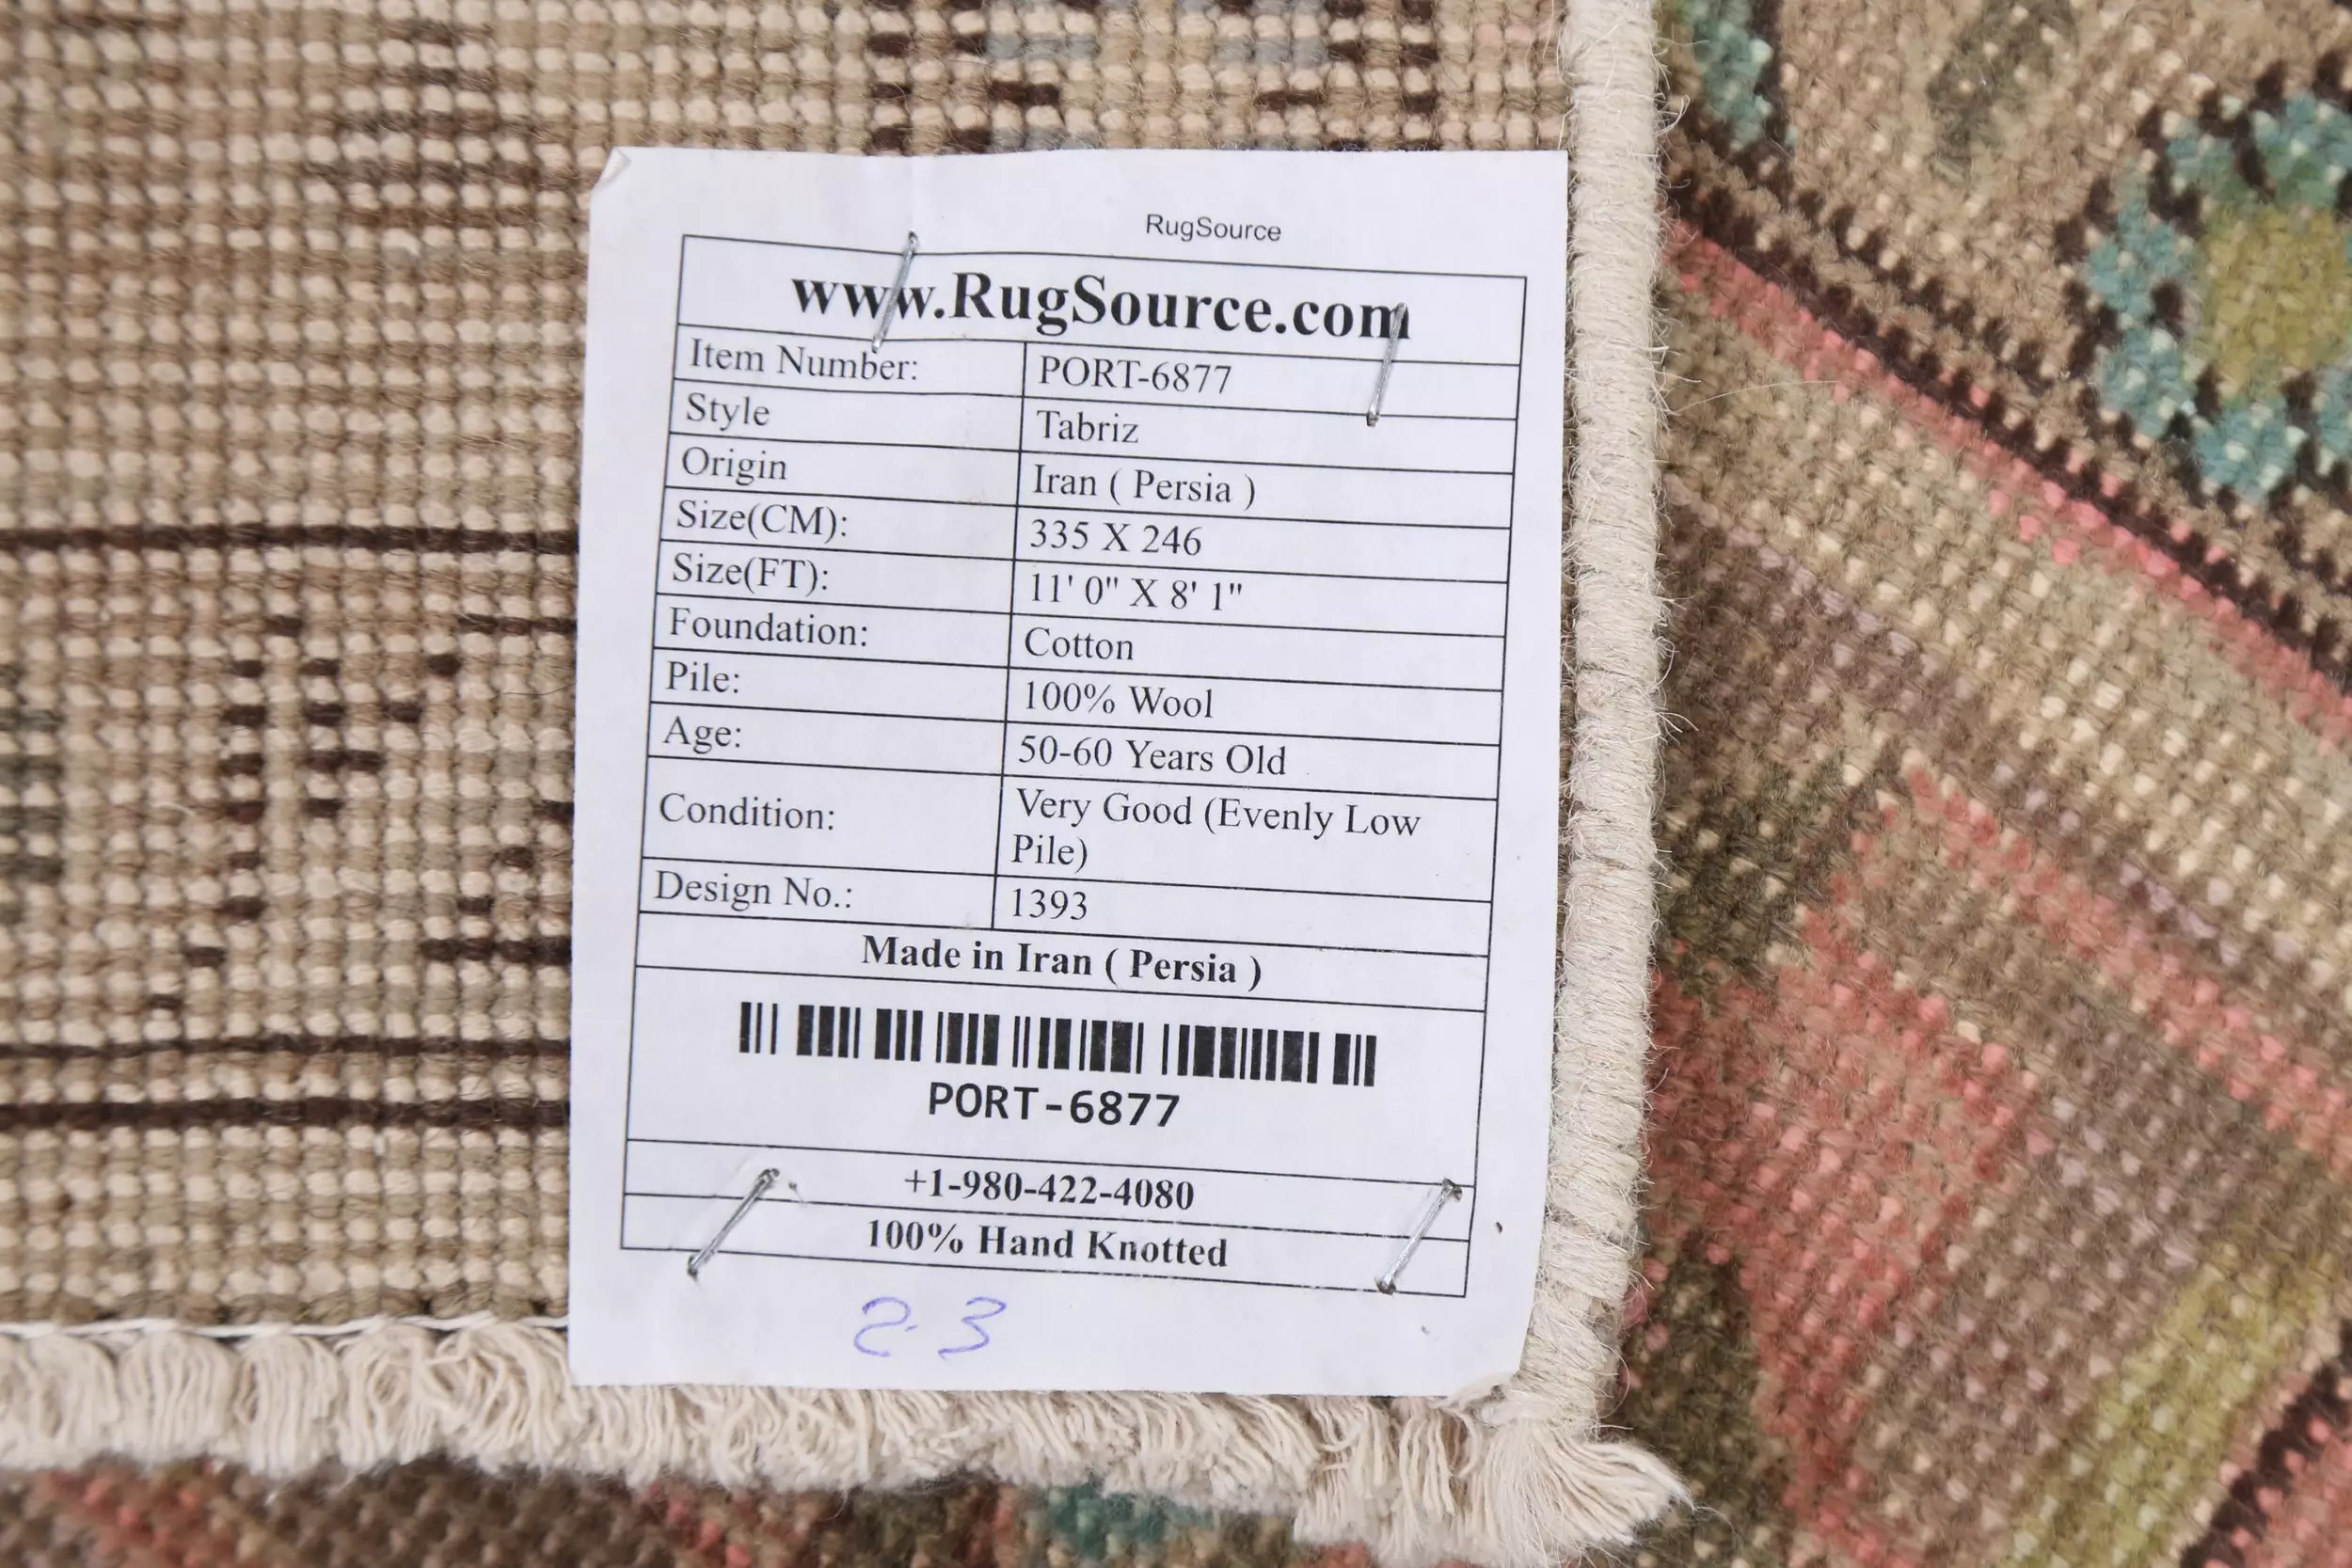 RugSource
www.RugSource.com
Item Number: PORT-6877
Style Tabriz
Origin Iran ( Persia )
Size(CM): 335 X 246
Size(FT): 11' 0" X 8' 1"
Foundation: Cotton
Pile: 100% Wool
Age: 50-60 Years Old
Condition: Very Good (Evenly Low
Pile)
Design No.: 1393
Made in Iran ( Persia )
PORT-6877
+1-980-422-4080
100% Hand Knotted
2.3